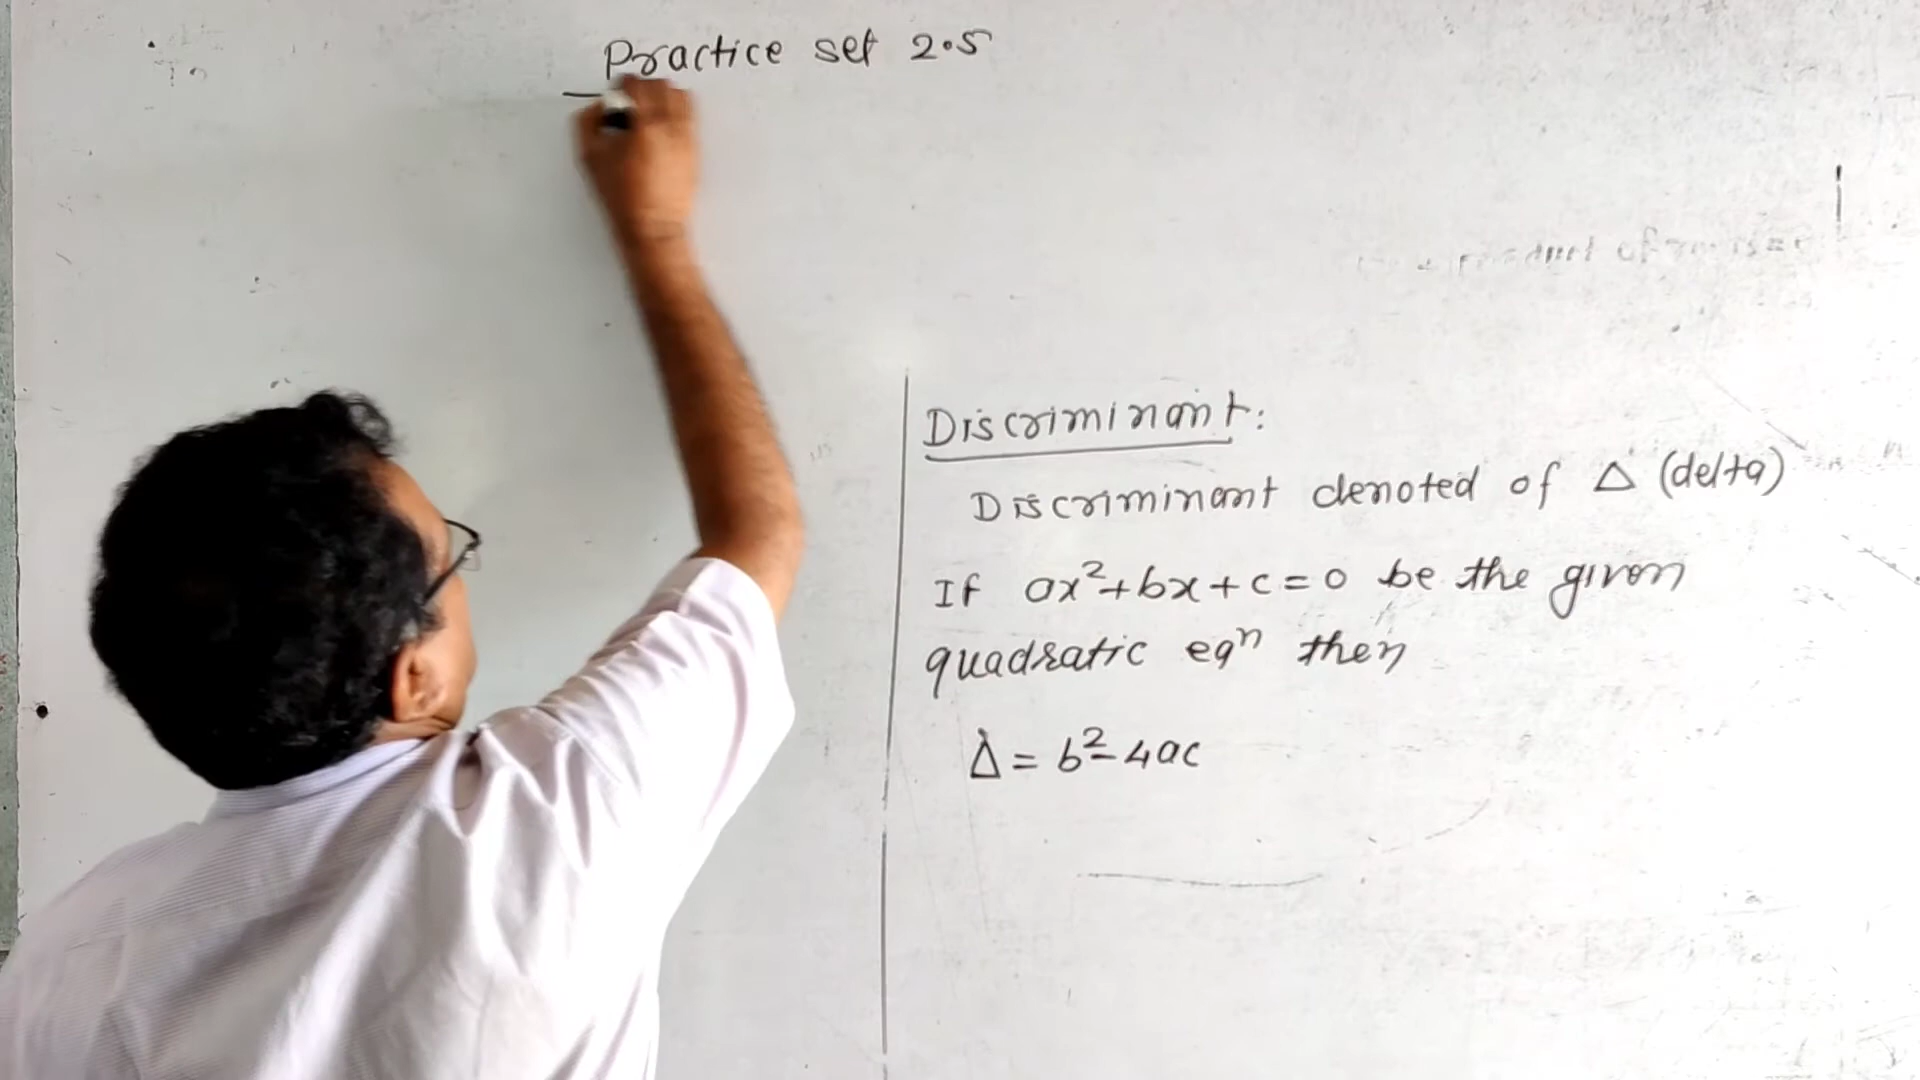 Practice set 2.5
Discriminant:
Discriminant denoted of Δ (delta)
If ax²+bx+c=0 be the given
quadratic eqⁿ then
Δ = b²-4ac